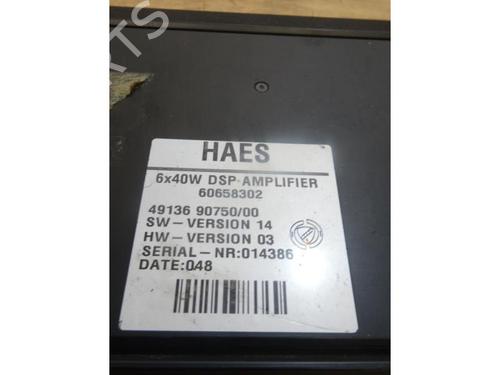 PARTS
HAES
6x40W DSP-AMPLIFIER
60658302
49136 90750/00
SW-VERSION 14
HW-VERSION 03
SERIAL-NR:014386
DATE:048